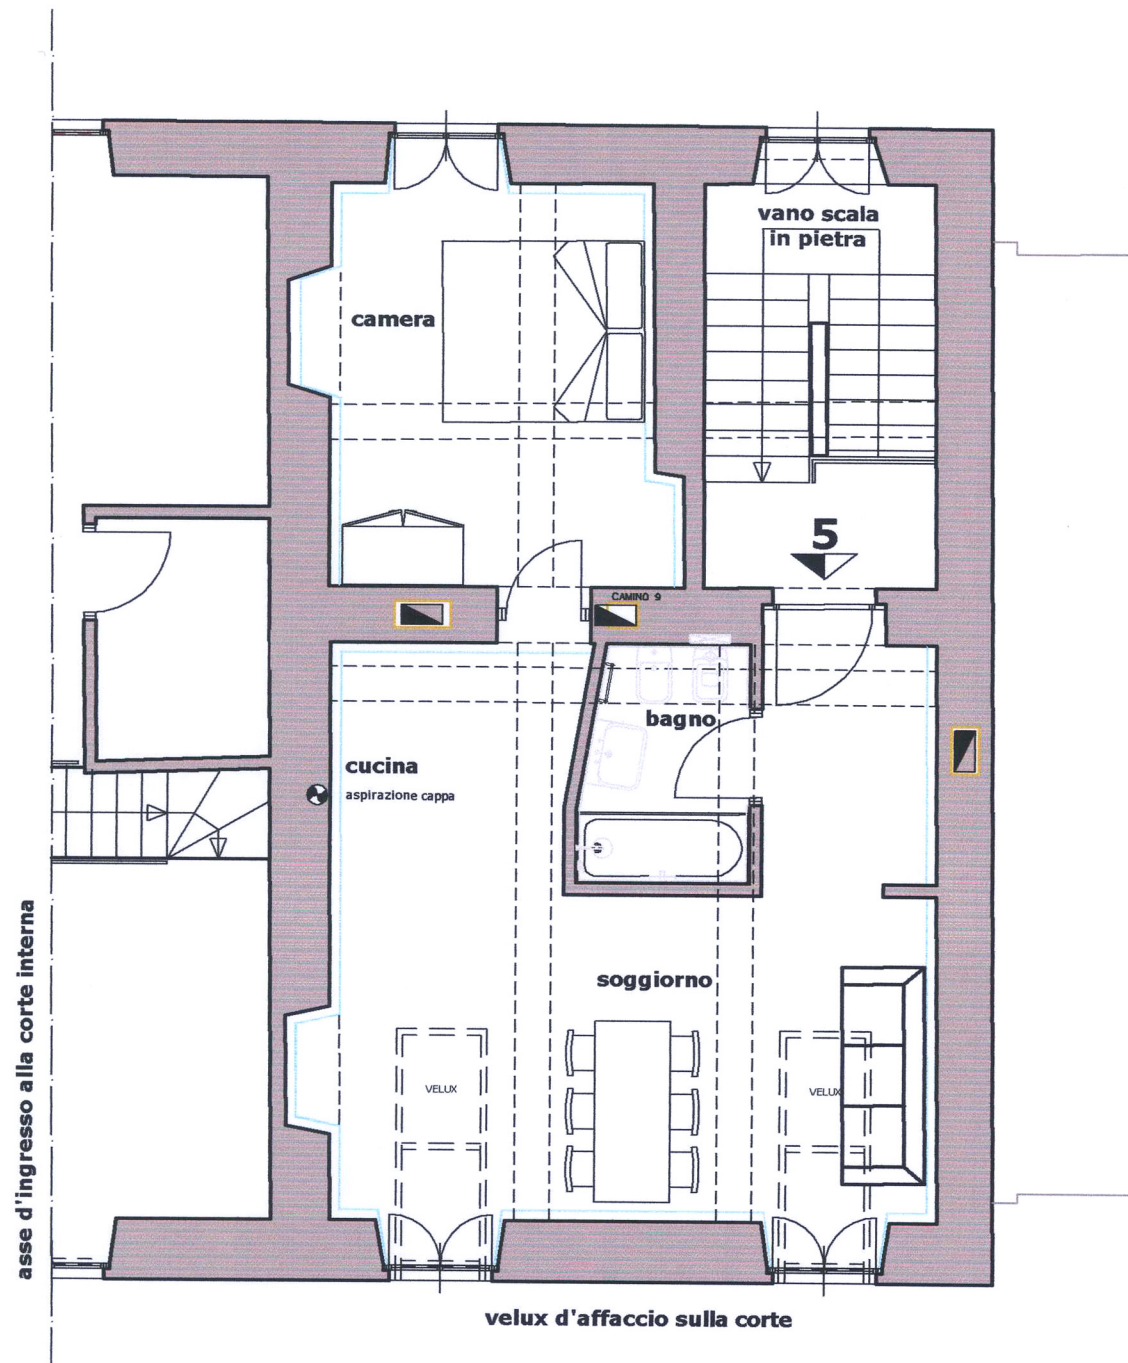 vano scala
in pietra
camera
5
CAMINO 9
bagno
cucina
aspirazione cappa
soggiorno
VELUX
VELUX
asse d'ingresso alla corte interna
velux d'affaccio sulla corte